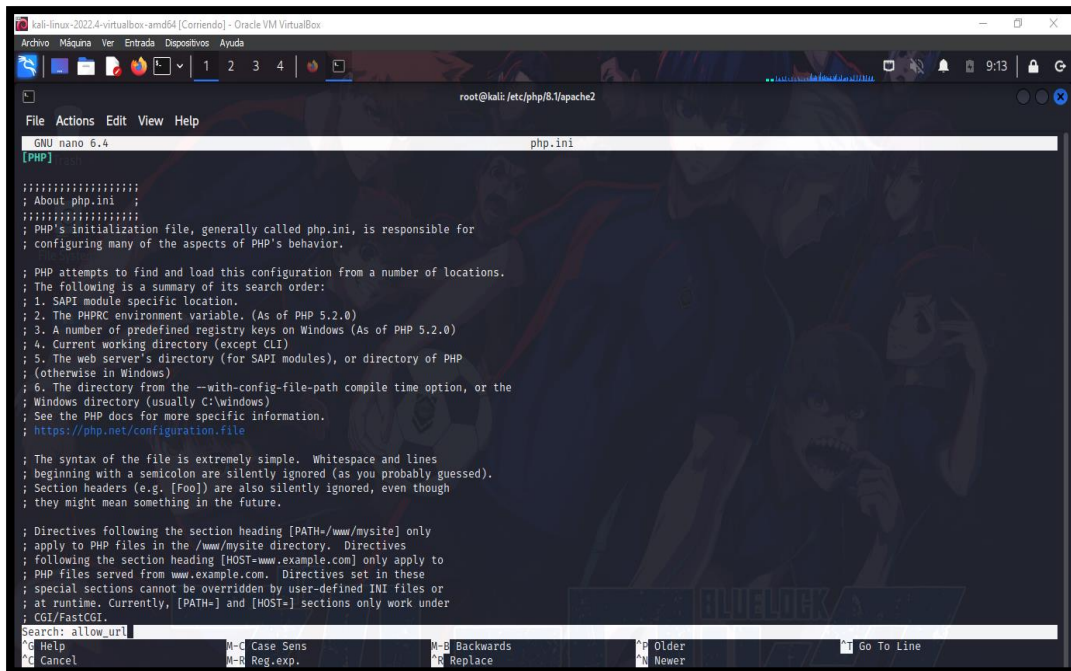 kali-linux-2022.4-virtualbox-amd64 [Corriendo] - Oracle VM VirtualBox
Archivo Máquina Ver Entrada Dispositivos Ayuda
1 2 3 4 9:13
root@kali: /etc/php/8.1/apache2
File Actions Edit View Help
GNU nano 6.4 php.ini
[PHP]
;;;;;;;;;;;;;;;;;;;
; About php.ini ;
;;;;;;;;;;;;;;;;;;;
; PHP's initialization file, generally called php.ini, is responsible for
; configuring many of the aspects of PHP's behavior.
; PHP attempts to find and load this configuration from a number of locations.
; The following is a summary of its search order:
; 1. SAPI module specific location.
; 2. The PHPRC environment variable. (As of PHP 5.2.0)
; 3. A number of predefined registry keys on Windows (As of PHP 5.2.0)
; 4. Current working directory (except CLI)
; 5. The web server's directory (for SAPI modules), or directory of PHP
; (otherwise in Windows)
; 6. The directory from the --with-config-file-path compile time option, or the
; Windows directory (usually C:\windows)
; See the PHP docs for more specific information.
; https://php.net/configuration.file
; The syntax of the file is extremely simple. Whitespace and lines
; beginning with a semicolon are silently ignored (as you probably guessed).
; Section headers (e.g. [Foo]) are also silently ignored, even though
; they might mean something in the future.
; Directives following the section heading [PATH=/www/mysite] only
; apply to PHP files in the /www/mysite directory. Directives
; following the section heading [HOST=www.example.com] only apply to
; PHP files served from www.example.com. Directives set in these
; special sections cannot be overridden by user-defined INI files or
; at runtime. Currently, [PATH=] and [HOST=] sections only work under
; CGI/FastCGI.
BLUELOCK
Search: allow_url
^G Help M-C Case Sens M-B Backwards ^P Older ^T Go To Line
^C Cancel M-R Reg.exp. ^R Replace ^N Newer